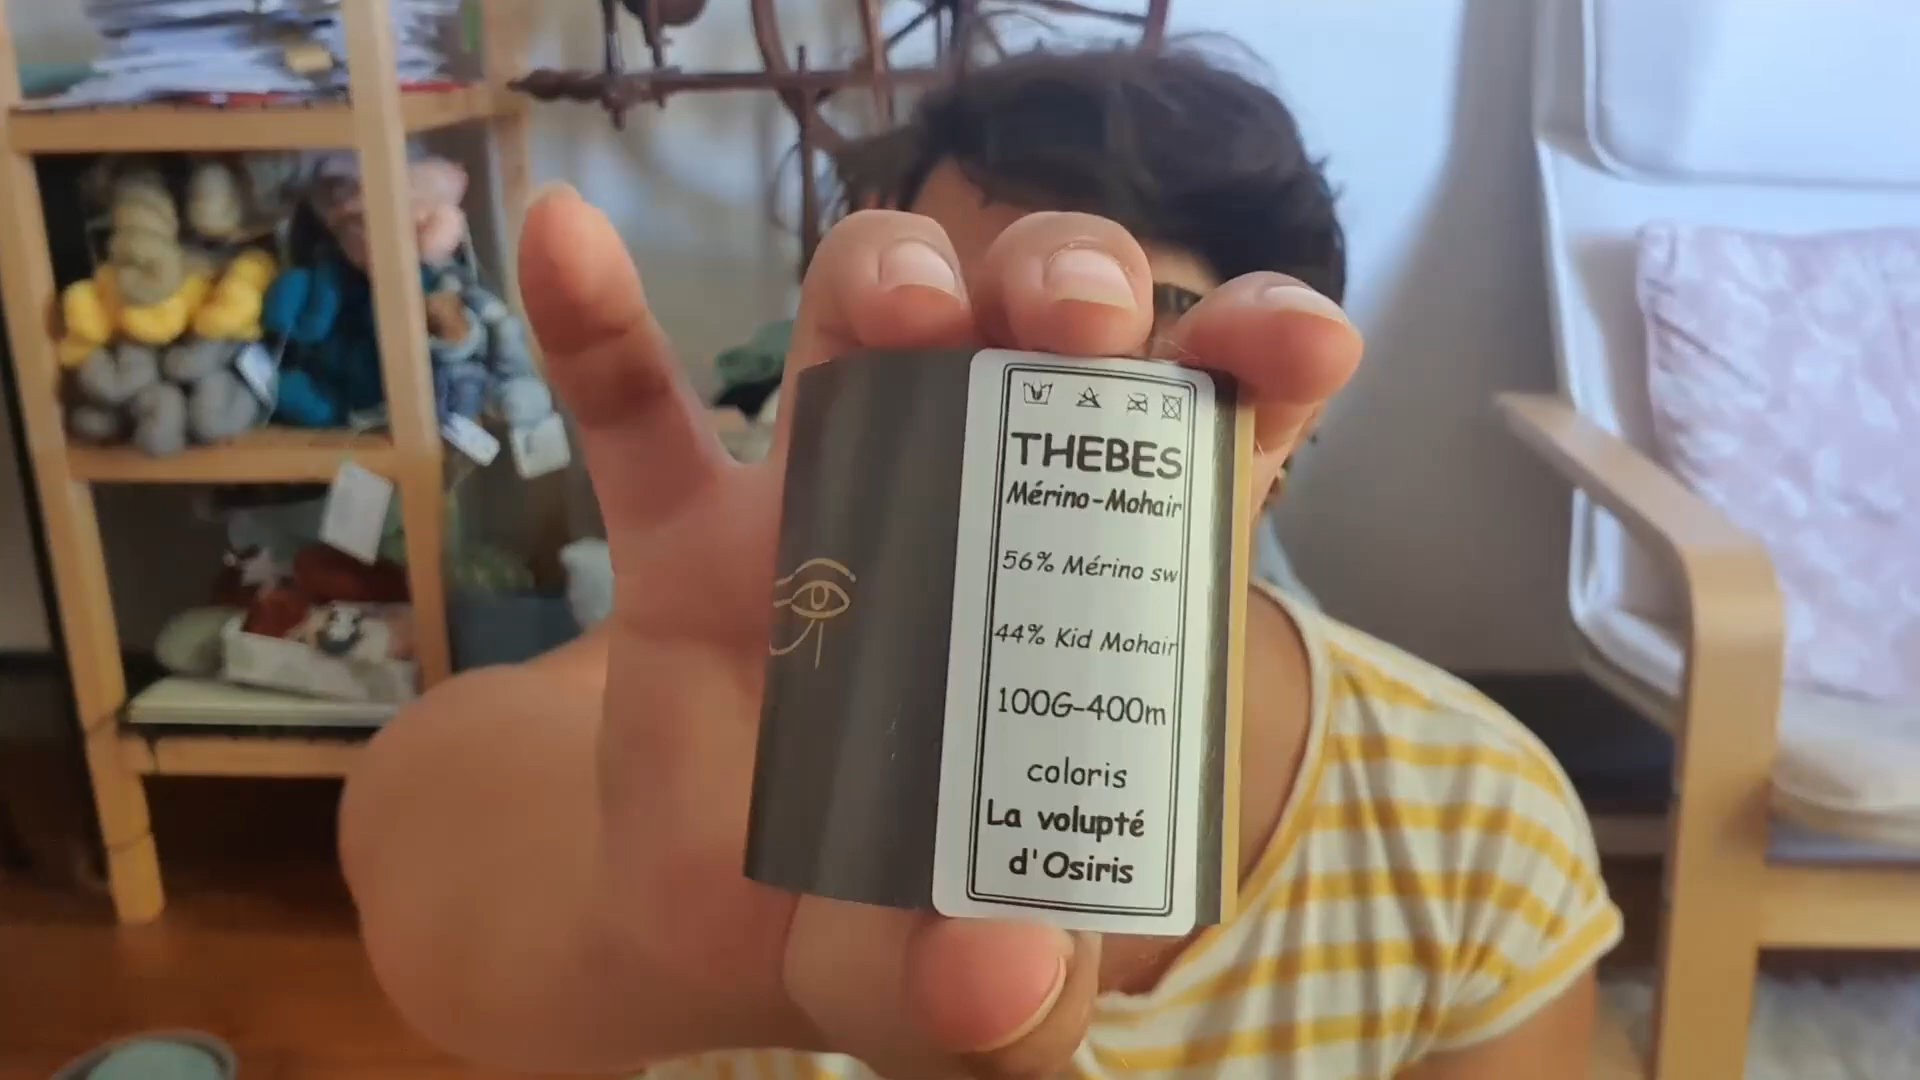 THEBES
Mérino-Mohair
56% Mérino sw
44% Kid Mohair
100G-400m
coloris
La volupté
d'Osiris